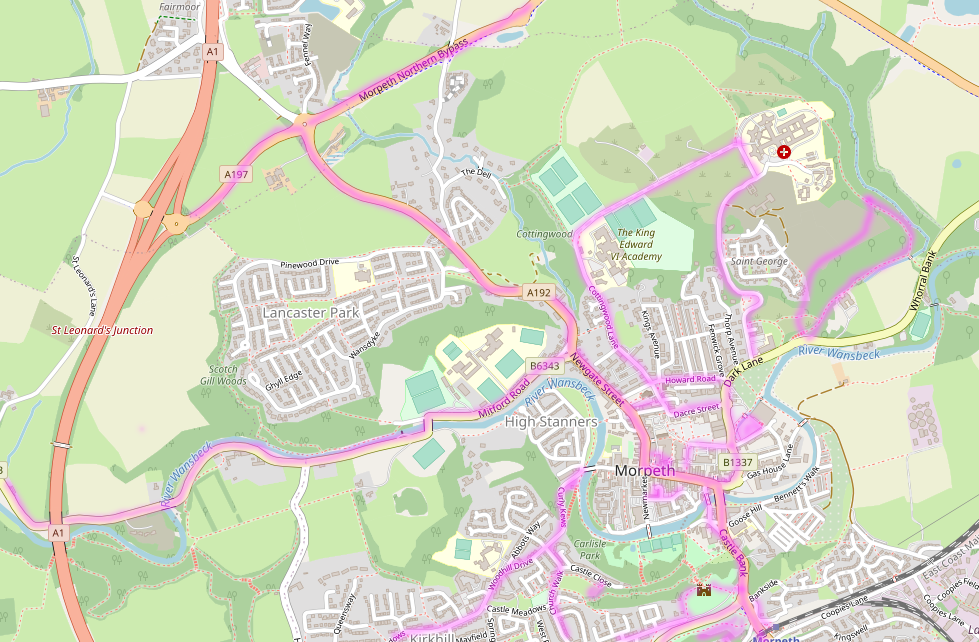 Fairmoor
A1
Fenner Way
Morpeth Northern Bypass
A197
The Dell
Cottingwood
The King
Edward
VI Academy
Saint George
Whorral Bank
St Leonard's Lane
Pinewood Drive
Lancaster Park
A192
St Leonard's Junction
Wansdyke
Cottingwood Lane
Kings Avenue
Fenwick Grove
Thorp Avenue
River Wansbeck
Dark Lane
Scotch
Gill Woods
Ghyll Edge
B6343
Newgate Street
Howard Road
Mitford Road
River Wansbeck
Dacre Street
High Stanners
River Wansbeck
Morpeth
B1337
Gas House Lane
Newmarket
Bennett's Walk
Curly Kews
Goose Hill
A1
Abbots Way
Carlisle
Park
Castle Bank
Woodhill Drive
Castle Close
Church Walk
Bankside
East Coast Main
Coopies Lane
Coopies Field
Queensway
Castle Meadows
Kirkhill
Mayfield
West
Morpeth